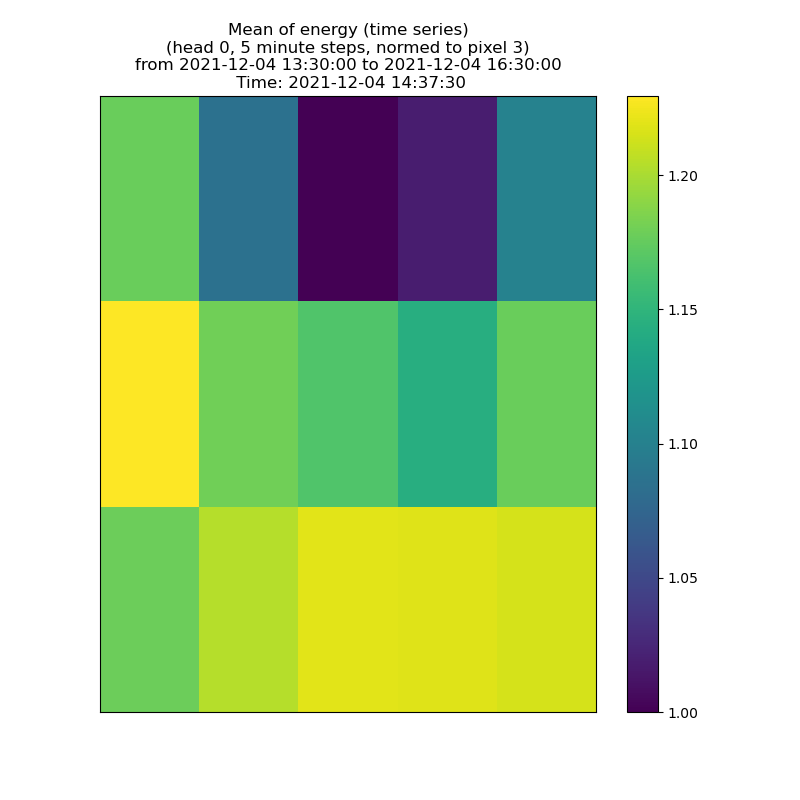 Mean of energy (time series)
(head 0, 5 minute steps, normed to pixel 3)
from 2021-12-04 13:30:00 to 2021-12-04 16:30:00
Time: 2021-12-04 14:37:30
1.20
1.15
1.10
1.05
1.00